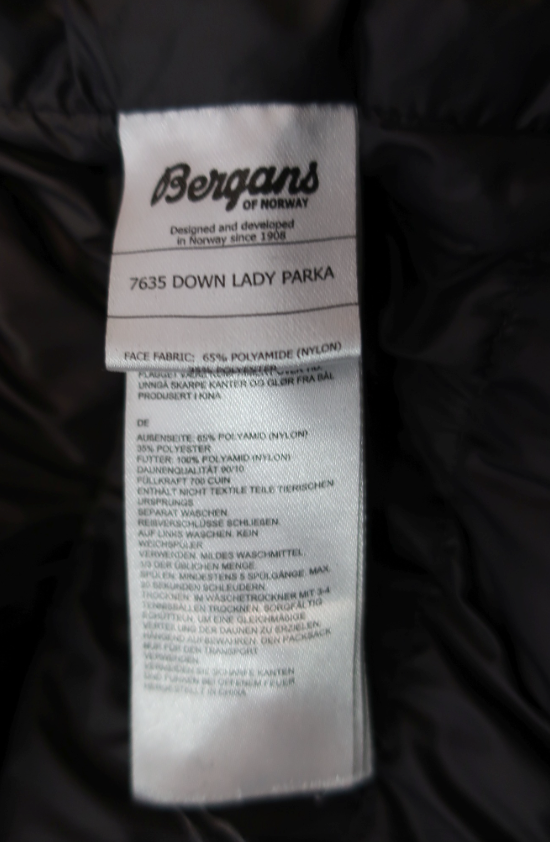 Bergans
OF NORWAY
Designed and developed
in Norway since 1908
7635 DOWN LADY PARKA
FACE FABRIC: 65% POLYAMIDE (NYLON)
35% POLYESTER
UNNGÅ SKARPE KANTER OG GLØR FRA BÅL
PRODUSERT I KINA
DE
AUßENSEITE: 65% POLYAMID (NYLON)
35% POLYESTER
FUTTER: 100% POLYAMID (NYLON)
DAUNENQUALITÄT 90/10
FÜLLKRAFT 700 CUIN
ENTHÄLT NICHT TEXTILE TEILE TIERISCHEN
URSPRUNGS
SEPARAT WASCHEN.
REIßVERSCHLÜSSE SCHLIEßEN.
AUF LINKS WASCHEN. KEIN
WEICHSPÜLER
VERWENDEN. MILDES WASCHMITTEL.
1/3 DER ÜBLICHEN MENGE.
SPÜLEN. MINDESTENS 5 SPÜLGÄNGE. MAX.
30 SEKUNDEN SCHLEUDERN.
TROCKNEN: IM WÄSCHETROCKNER MIT 3-4
TENNISBÄLLEN TROCKNEN. SORGFÄLTIG
SCHÜTTELN, UM EINE GLEICHMÄßIGE
VERTEILUNG DER DAUNEN ZU ERZIELEN.
HÄNGEND AUFBEWAHREN. DEN PACKSACK
NUR FÜR DEN TRANSPORT
VERWENDEN
VERMEIDEN SIE SCHARFE KANTEN
UND FUNKEN BEI OFFENEM FEUER.
HERGESTELLT IN CHINA